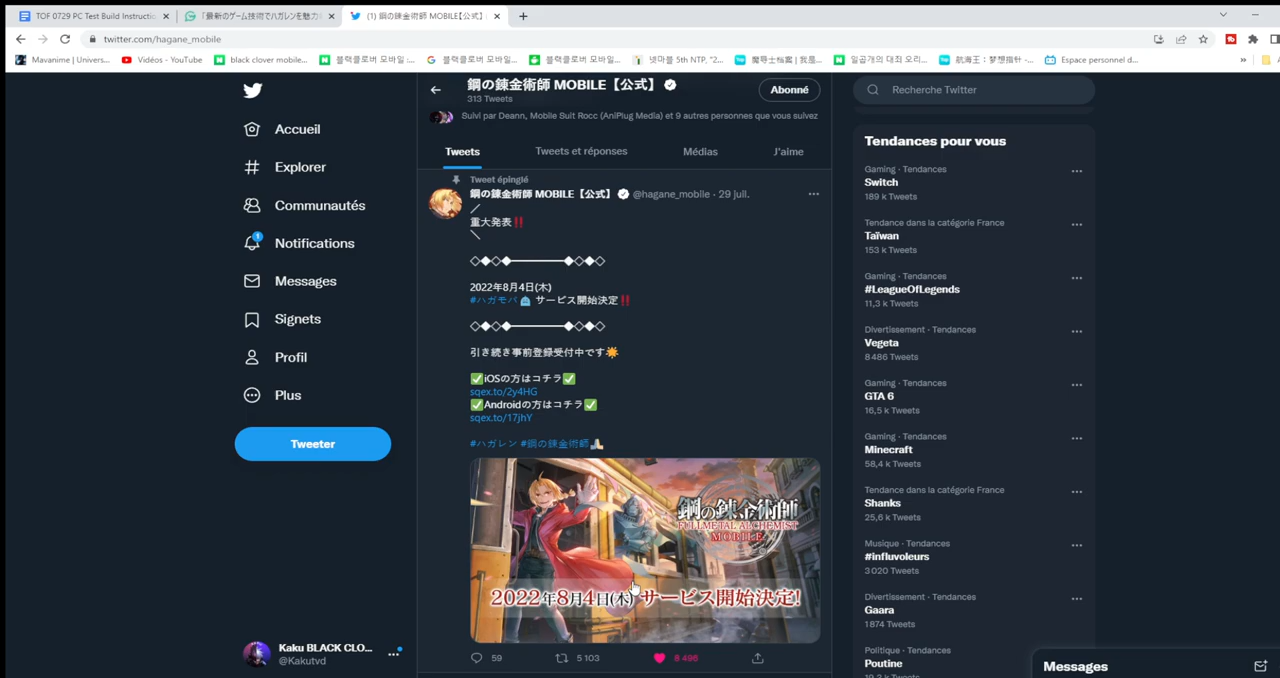 TOF 0729 PC Test Build Instructio
「最新のゲーム技術でハガレンを魅力
(1) 鋼の錬金術師 MOBILE【公式】
twitter.com/hagane_mobile
Mavanime | Univers...
Vidéos - YouTube
black clover mobile...
블랙클로버 모바일 :...
블랙클로버 모바일...
블랙클로버 모바일...
넷마블 5th NTP, "2...
魔导士档案 | 我是...
일곱개의 대죄 오리...
航海王：梦想指针 -...
Espace personnel d...
»
鋼の錬金術師 MOBILE【公式】
313 Tweets
Abonné
Suivi par Deann, Mobile Suit Rocc (AniPlug Media) et 9 autres personnes que vous suivez
Tweets
Tweets et réponses
Médias
J'aime
Accueil
Explorer
Communautés
1
Notifications
Messages
Signets
Profil
Plus
Tweeter
Kaku BLACK CLO...
@Kakutvd
Tweet épinglé
鋼の錬金術師 MOBILE【公式】 @hagane_mobile · 29 juil.
／
重大発表‼️
＼
◇◆◇◆━━━━━◆◇◆◇
2022年8月4日(木)
#ハガモバ サービス開始決定‼️
◇◆◇◆━━━━━◆◇◆◇
引き続き事前登録受付中です☀️
✅iOSの方はコチラ✅
sqex.to/2y4HG
✅Androidの方はコチラ✅
sqex.to/17jhY
#ハガレン #鋼の錬金術師
鋼の錬金術師
FULLMETAL ALCHEMIST
MOBILE
2022年8月4日(木) サービス開始決定!
59
5 103
8 496
Recherche Twitter
Tendances pour vous
Gaming · Tendances
Switch
189 k Tweets
Tendance dans la catégorie France
Taïwan
153 k Tweets
Gaming · Tendances
#LeagueOfLegends
11,3 k Tweets
Divertissement · Tendances
Vegeta
8 486 Tweets
Gaming · Tendances
GTA 6
16,5 k Tweets
Gaming · Tendances
Minecraft
58,4 k Tweets
Tendance dans la catégorie France
Shanks
25,6 k Tweets
Musique · Tendances
#influvoleurs
3 020 Tweets
Divertissement · Tendances
Gaara
1 874 Tweets
Politique · Tendances
Poutine
Messages